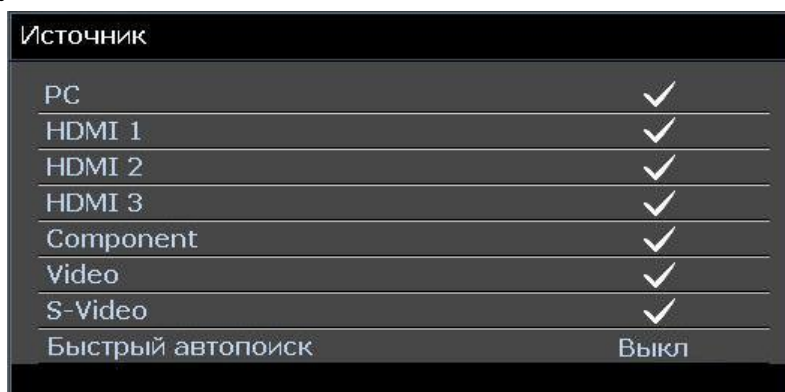 Источник
PC ✓
HDMI 1 ✓
HDMI 2 ✓
HDMI 3 ✓
Component ✓
Video ✓
S-Video ✓
Быстрый автопоиск Выкл